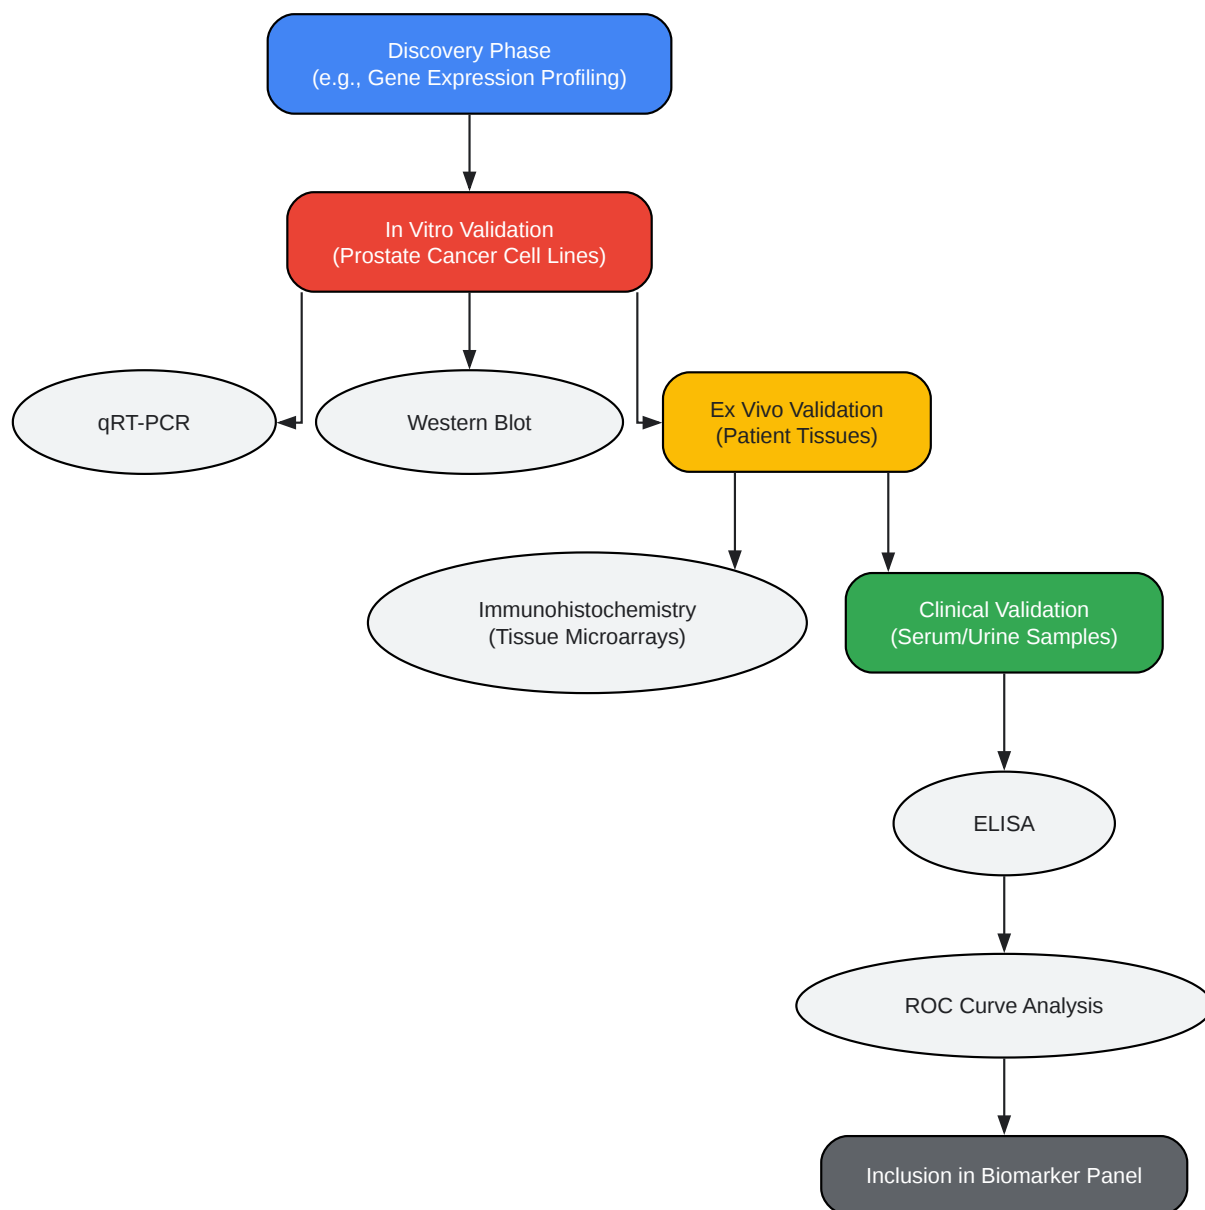 Discovery Phase
(e.g., Gene Expression Profiling)
In Vitro Validation
(Prostate Cancer Cell Lines)
qRT-PCR
Western Blot
Ex Vivo Validation
(Patient Tissues)
Immunohistochemistry
(Tissue Microarrays)
Clinical Validation
(Serum/Urine Samples)
ELISA
ROC Curve Analysis
Inclusion in Biomarker Panel